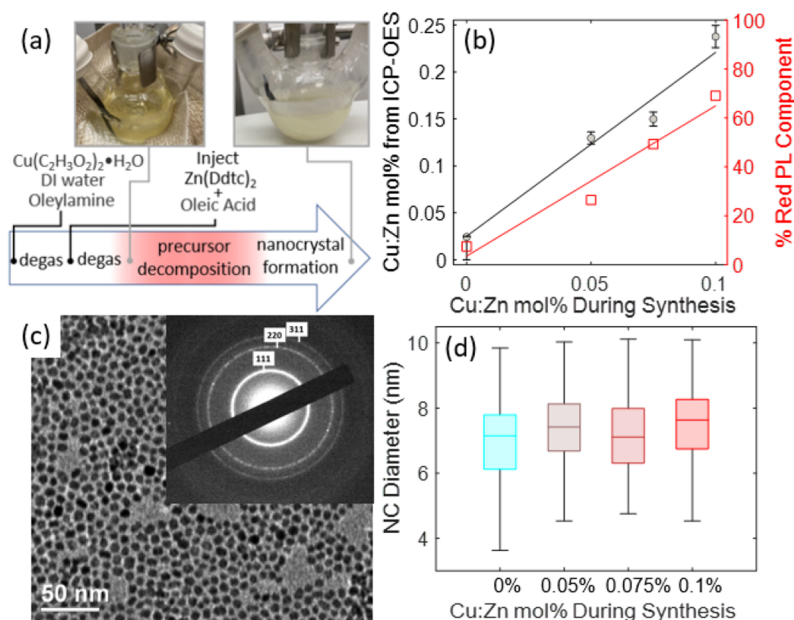 (a)
Cu(C₂H₃O₂)₂•H₂O
DI water
Oleylamine
Inject
Zn(Ddtc)₂
+
Oleic Acid
degas
degas
precursor
decomposition
nanocrystal
formation
(b)
Cu:Zn mol% from ICP-OES
0.25
0.2
0.15
0.1
0.05
0
0
0.05
0.1
Cu:Zn mol% During Synthesis
100
80
60
40
20
0
% Red PL Component
(c)
111
220
311
50 nm
(d)
NC Diameter (nm)
10
8
6
4
0%
0.05%
0.075%
0.1%
Cu:Zn mol% During Synthesis